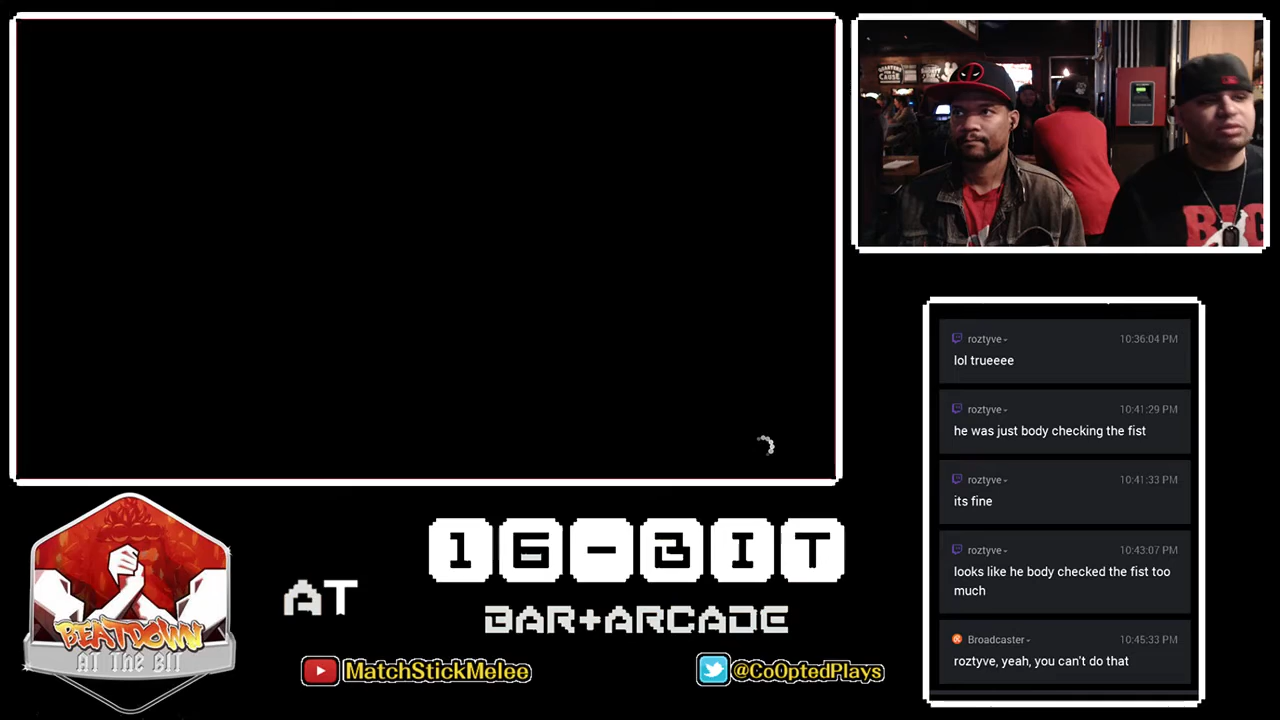 roztyve
10:36:04 PM
lol trueeee
roztyve
10:41:29 PM
he was just body checking the fist
roztyve
10:41:33 PM
its fine
roztyve
10:43:07 PM
looks like he body checked the fist too
much
Broadcaster
10:45:33 PM
roztyve, yeah, you can't do that
BEATDOWN
AT THE BIT
AT
16-BIT
BAR+ARCADE
MatchStickMelee
@CoOptedPlays